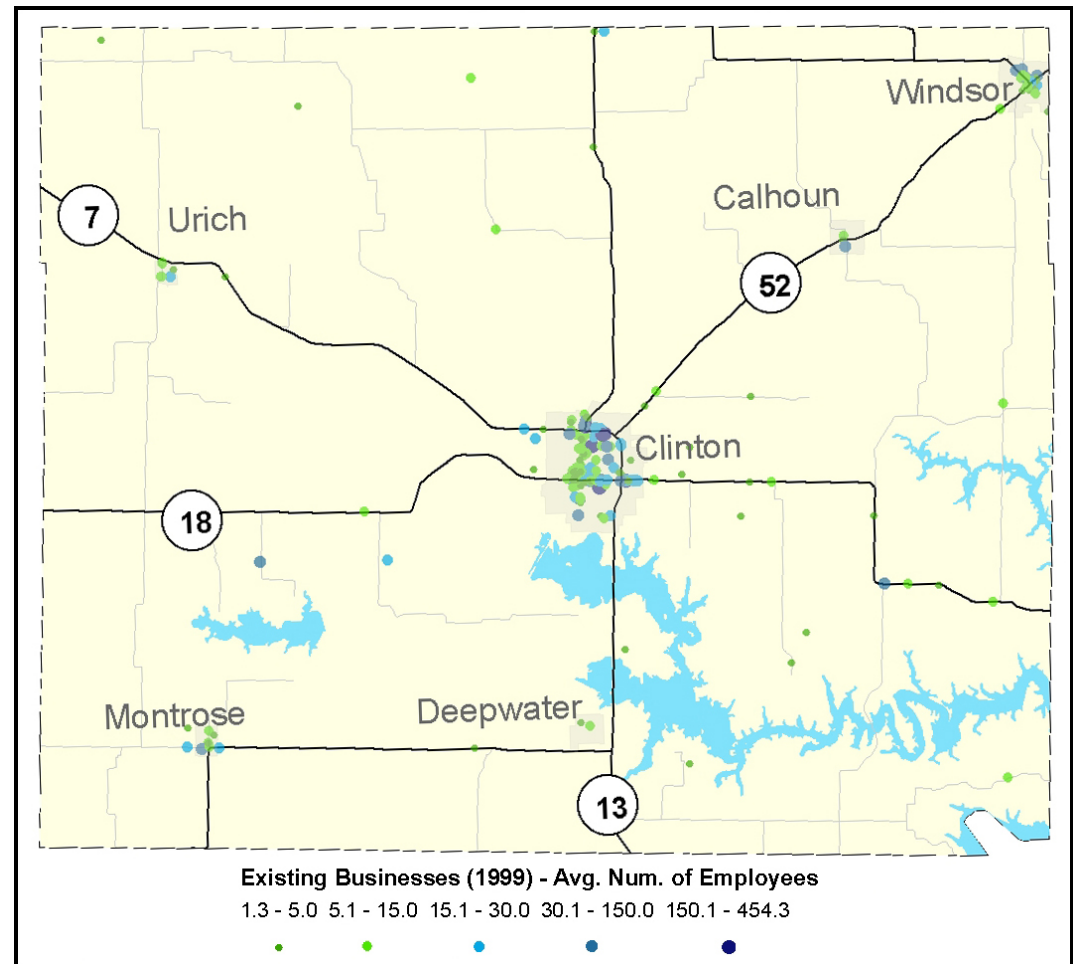 Windsor
Calhoun
7
Urich
52
Clinton
18
Montrose
Deepwater
13
Existing Businesses (1999) - Avg. Num. of Employees
1.3 - 5.0 5.1 - 15.0 15.1 - 30.0 30.1 - 150.0 150.1 - 454.3